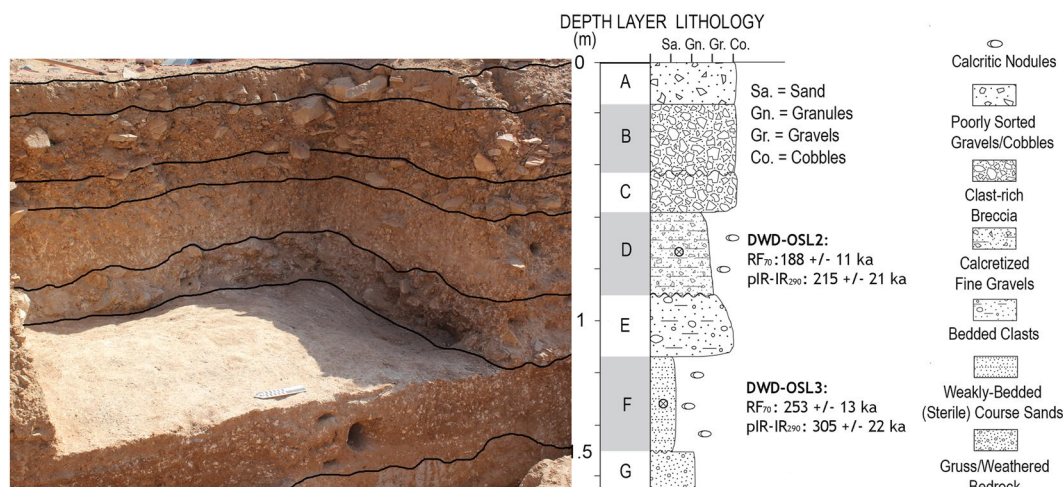 DEPTH LAYER LITHOLOGY
(m)
Sa. Gn. Gr. Co.
0
A
B
C
D
E
F
G
1
1.5
Sa. = Sand
Gn. = Granules
Gr. = Gravels
Co. = Cobbles
DWD-OSL2:
RF70:188 +/- 11 ka
pIR-IR290: 215 +/- 21 ka
DWD-OSL3:
RF70: 253 +/- 13 ka
pIR-IR290: 305 +/- 22 ka
Calcritic Nodules
Poorly Sorted
Gravels/Cobbles
Clast-rich
Breccia
Calcretized
Fine Gravels
Bedded Clasts
Weakly-Bedded
(Sterile) Course Sands
Gruss/Weathered
Bedrock